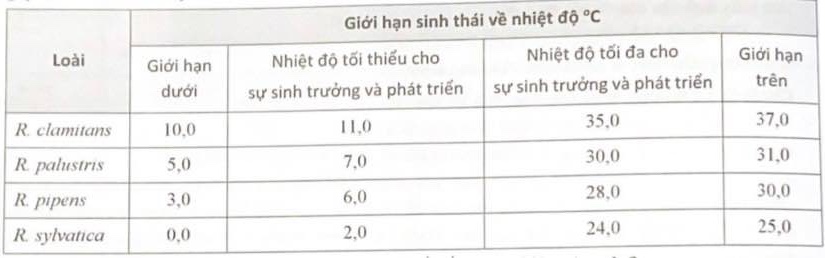 Giới hạn sinh thái về nhiệt độ ⁰C
Loài
Giới hạn
dưới
Nhiệt độ tối thiểu cho
sự sinh trưởng và phát triển
Nhiệt độ tối đa cho
sự sinh trưởng và phát triển
Giới hạn
trên
R. clamitans 10,0 11,0 35,0 37,0
R. palustris 5,0 7,0 30,0 31,0
R. pipens 3,0 6,0 28,0 30,0
R. sylvatica 0,0 2,0 24,0 25,0